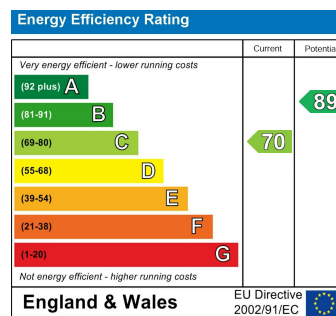 Energy Efficiency Rating
Current Potentia
Very energy efficient - lower running costs
(92 plus) A
(81-91) B
(69-80) C
(55-68) D
(39-54) E
(21-38) F
(1-20) G
70
89
Not energy efficient - higher running costs
England & Wales
EU Directive
2002/91/EC